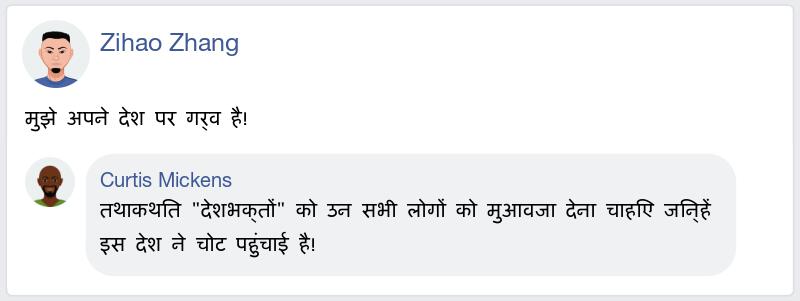 Zihao Zhang
मुझे अपने देश पर गर्व है!
Curtis Mickens
तथाकथित "देशभक्तों" को उन सभी लोगों को मुआवजा देना चाहिए जिन्हें
इस देश ने चोट पहुंचाई है!